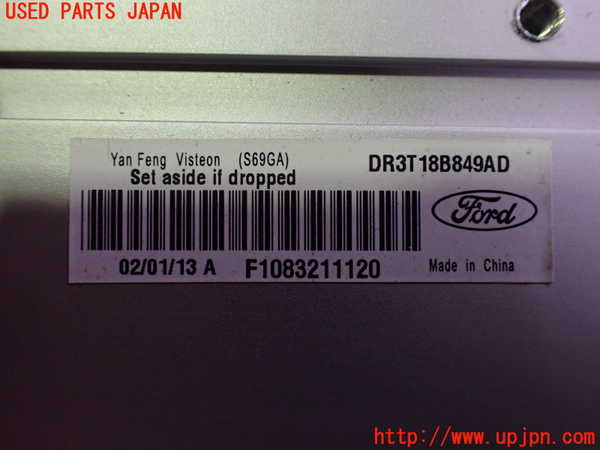 USED PARTS JAPAN
Yan Feng Visteon (S69GA)
DR3T18B849AD
Set aside if dropped
Ford
02/01/13 A F1083211120
Made in China
http://www.upjpn.com/